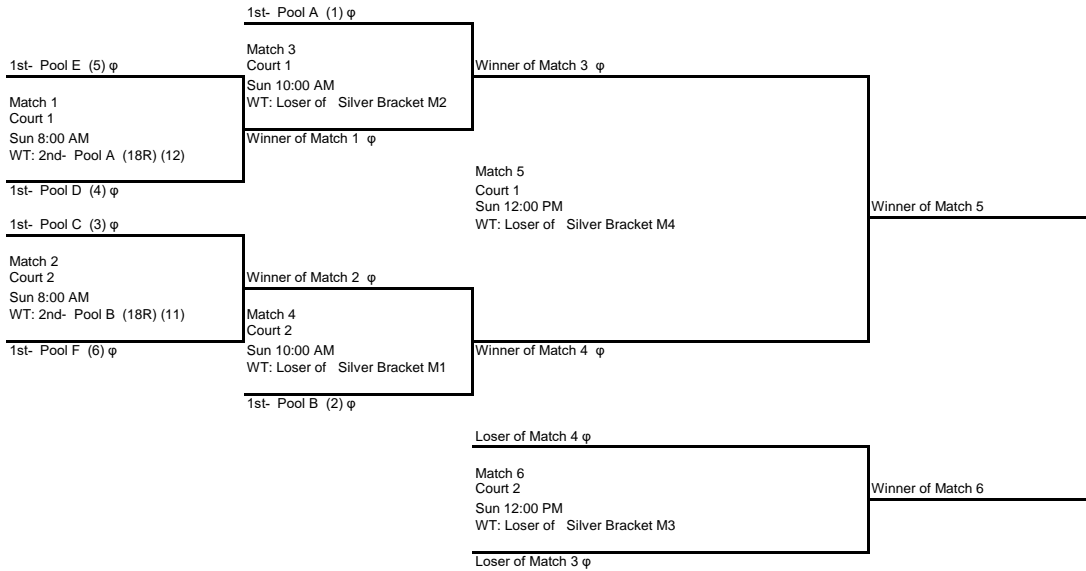 1st- Pool A (1) φ
Match 3
Court 1
Sun 10:00 AM
WT: Loser of Silver Bracket M2
1st- Pool E (5) φ
Winner of Match 3 φ
Match 1
Court 1
Sun 8:00 AM
WT: 2nd- Pool A (18R) (12)
Winner of Match 1 φ
1st- Pool D (4) φ
Match 5
Court 1
Sun 12:00 PM
WT: Loser of Silver Bracket M4
Winner of Match 5
1st- Pool C (3) φ
Match 2
Court 2
Sun 8:00 AM
WT: 2nd- Pool B (18R) (11)
Winner of Match 2 φ
Match 4
Court 2
Sun 10:00 AM
WT: Loser of Silver Bracket M1
1st- Pool F (6) φ
Winner of Match 4 φ
1st- Pool B (2) φ
Loser of Match 4 φ
Match 6
Court 2
Sun 12:00 PM
WT: Loser of Silver Bracket M3
Winner of Match 6
Loser of Match 3 φ